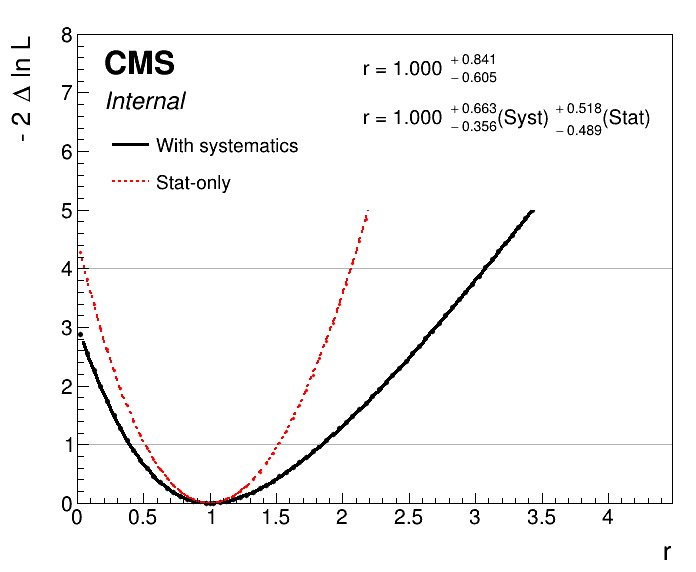 - 2 Δ ln L
8
7
6
5
4
3
2
1
0
CMS
Internal
With systematics
Stat-only
r = 1.000 +0.841 −0.605
r = 1.000 +0.663 −0.356(Syst) +0.518 −0.489(Stat)
0 0.5 1 1.5 2 2.5 3 3.5 4
r